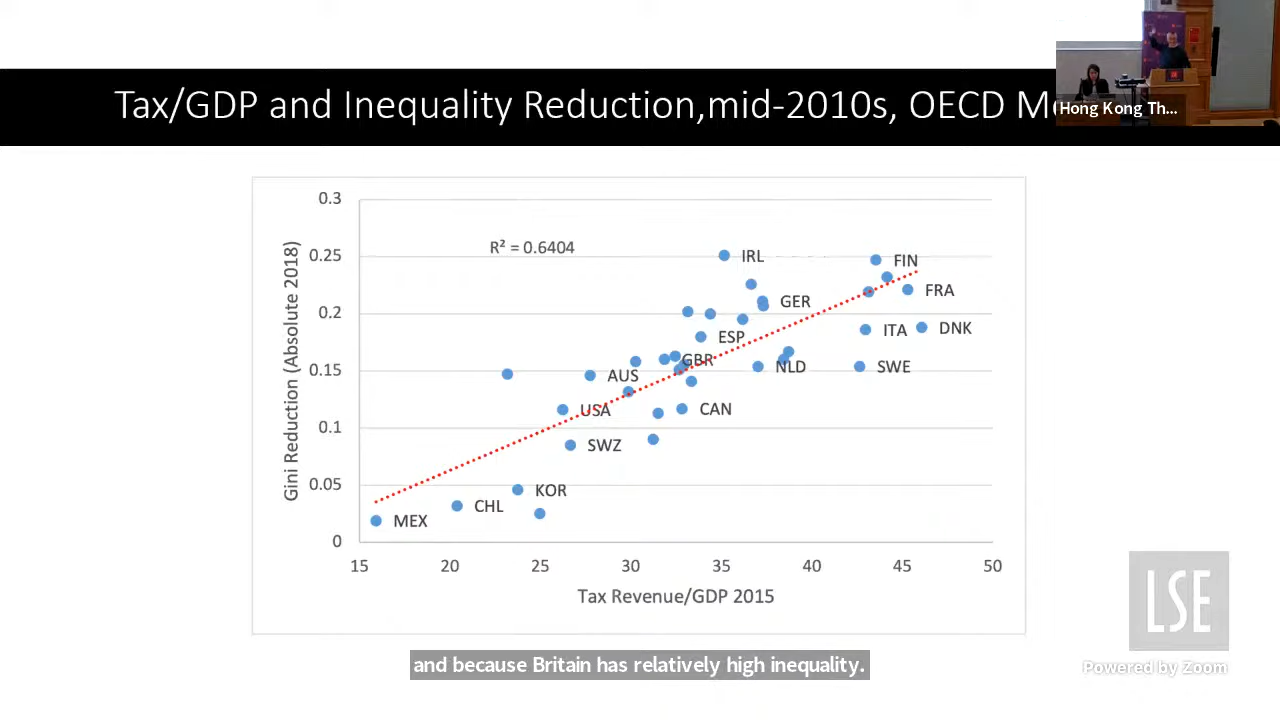 Tax/GDP and Inequality Reduction,mid-2010s, OECD M
Hong Kong Th...
0.3
R² = 0.6404
0.25
IRL
FIN
FRA
GER
0.2
ITA
DNK
ESP
GBR
0.15
AUS
NLD
SWE
USA
CAN
0.1
SWZ
0.05
KOR
CHL
MEX
0
Gini Reduction (Absolute 2018)
15 20 25 30 35 40 45 50
Tax Revenue/GDP 2015
LSE
Powered by Zoom
and because Britain has relatively high inequality.